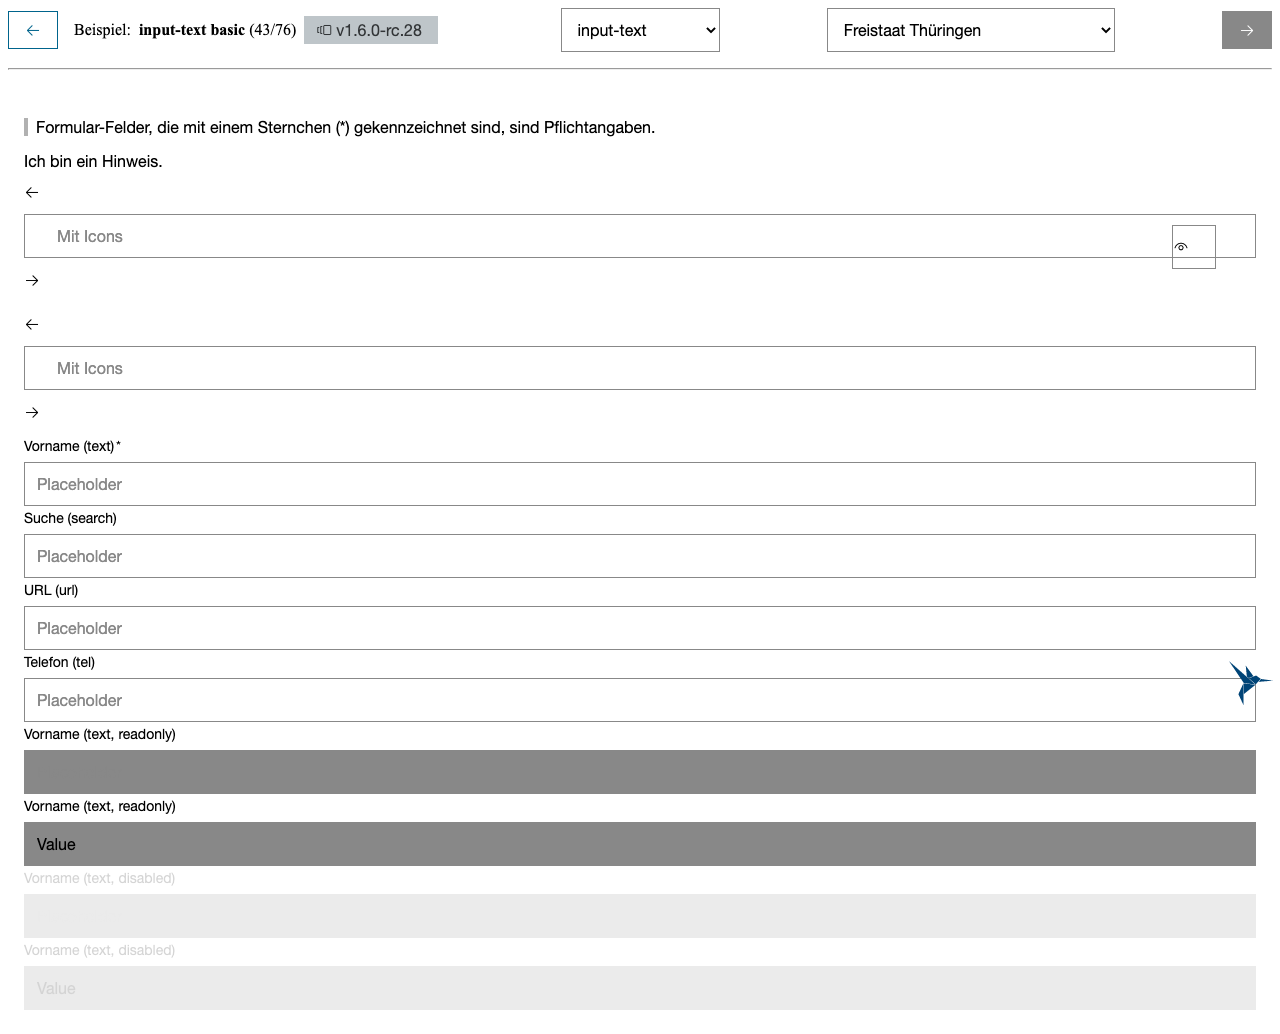 ← Beispiel: input-text basic (43/76) v1.6.0-rc.28 input-text Freistaat Thüringen →
Formular-Felder, die mit einem Sternchen (*) gekennzeichnet sind, sind Pflichtangaben.
Ich bin ein Hinweis.
←
Mit Icons
→
←
Mit Icons
→
Vorname (text)*
Placeholder
Suche (search)
Placeholder
URL (url)
Placeholder
Telefon (tel)
Placeholder
Vorname (text, readonly)
Vorname (text, readonly)
Value
Vorname (text, disabled)
Vorname (text, disabled)
Value